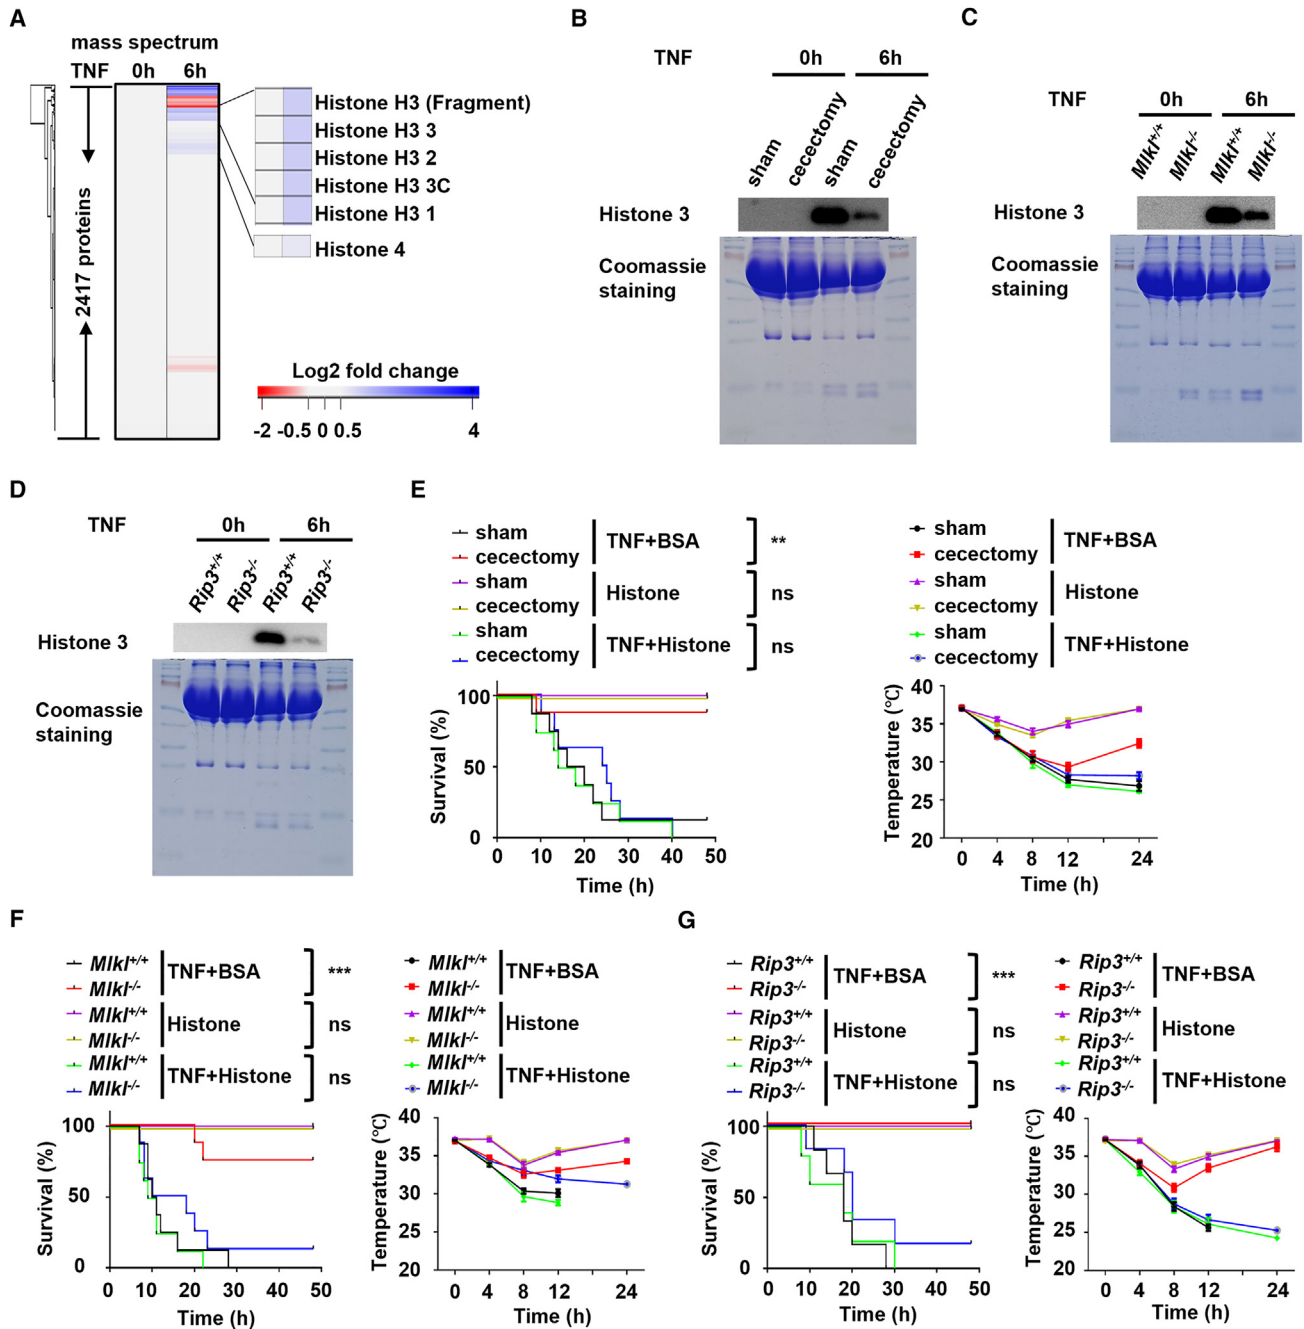 A
mass spectrum
TNF 0h 6h
2417 proteins
Histone H3 (Fragment)
Histone H3 3
Histone H3 2
Histone H3 3C
Histone H3 1
Histone 4
Log2 fold change
-2 -0.5 0 0.5 4
B
TNF 0h 6h
sham cecectomy sham cecectomy
Histone 3
Coomassie
staining
C
TNF 0h 6h
Mlkl+/+ Mlkl-/- Mlkl+/+ Mlkl-/-
Histone 3
Coomassie
staining
D
TNF 0h 6h
Rip3+/+ Rip3-/- Rip3+/+ Rip3-/-
Histone 3
Coomassie
staining
E
sham
cecectomy
TNF+BSA
**
sham
cecectomy
Histone
ns
sham
cecectomy
TNF+Histone
ns
Survival (%)
100
50
0
0 10 20 30 40 50
Time (h)
sham
cecectomy
TNF+BSA
sham
cecectomy
Histone
sham
cecectomy
TNF+Histone
Temperature (°C)
40
35
30
25
20
0 4 8 12 24
Time (h)
F
Mlkl+/+
Mlkl-/-
TNF+BSA
***
Mlkl+/+
Mlkl-/-
Histone
ns
Mlkl+/+
Mlkl-/-
TNF+Histone
ns
Survival (%)
100
50
0
0 10 20 30 40 50
Time (h)
Mlkl+/+
Mlkl-/-
TNF+BSA
Mlkl+/+
Mlkl-/-
Histone
Mlkl+/+
Mlkl-/-
TNF+Histone
Temperature (°C)
40
35
30
25
20
0 4 8 12 24
Time (h)
G
Rip3+/+
Rip3-/-
TNF+BSA
***
Rip3+/+
Rip3-/-
Histone
ns
Rip3+/+
Rip3-/-
TNF+Histone
ns
Survival (%)
100
50
0
0 10 20 30 40 50
Time (h)
Rip3+/+
Rip3-/-
TNF+BSA
Rip3+/+
Rip3-/-
Histone
Rip3+/+
Rip3-/-
TNF+Histone
Temperature (°C)
40
35
30
25
20
0 4 8 12 24
Time (h)